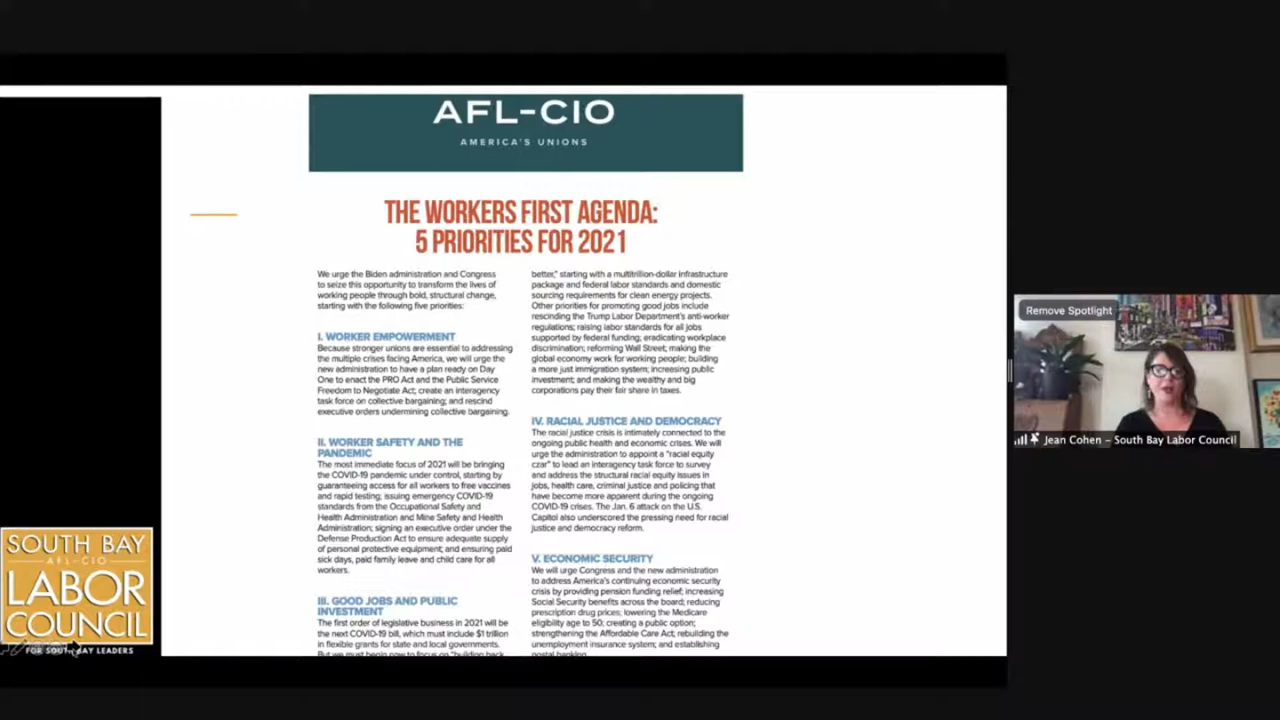 AFL-CIO
AMERICA'S UNIONS
THE WORKERS FIRST AGENDA:
5 PRIORITIES FOR 2021
We urge the Biden administration and Congress
to seize this opportunity to transform the lives of
working people through bold, structural change,
starting with the following five priorities:
I. WORKER EMPOWERMENT
Because stronger unions are essential to addressing
the multiple crises facing America, we will urge the
new administration to have a plan ready on Day
One to enact the PRO Act and the Public Service
Freedom to Negotiate Act; create an interagency
task force on collective bargaining; and rescind
executive orders undermining collective bargaining.
II. WORKER SAFETY AND THE
PANDEMIC
The most immediate focus of 2021 will be bringing
the COVID-19 pandemic under control, starting by
guaranteeing access for all workers to free vaccines
and rapid testing; issuing emergency COVID-19
standards from the Occupational Safety and
Health Administration and Mine Safety and Health
Administration; signing an executive order under the
Defense Production Act to ensure adequate supply
of personal protective equipment; and ensuring paid
sick days, paid family leave and child care for all
workers.
III. GOOD JOBS AND PUBLIC
INVESTMENT
The first order of legislative business in 2021 will be
the next COVID-19 bill, which must include $1 trillion
in flexible grants for state and local governments.
But we must begin now to focus on "building back
better," starting with a multitrillion-dollar infrastructure
package and federal labor standards and domestic
sourcing requirements for clean energy projects.
Other priorities for promoting good jobs include
rescinding the Trump Labor Department's anti-worker
regulations; raising labor standards for all jobs
supported by federal funding; eradicating workplace
discrimination; reforming Wall Street; making the
global economy work for working people; building
a more just immigration system; increasing public
investment; and making the wealthy and big
corporations pay their fair share in taxes.
IV. RACIAL JUSTICE AND DEMOCRACY
The racial justice crisis is intimately connected to the
ongoing public health and economic crises. We will
urge the administration to appoint a "racial equity
czar" to lead an interagency task force to survey
and address the structural racial equity issues in
jobs, health care, criminal justice and policing that
have become more apparent during the ongoing
COVID-19 crises. The Jan. 6 attack on the U.S.
Capitol also underscored the pressing need for racial
justice and democracy reform.
V. ECONOMIC SECURITY
We will urge Congress and the new administration
to address America's continuing economic security
crisis by providing pension funding relief; increasing
Social Security benefits across the board; reducing
prescription drug prices; lowering the Medicare
eligibility age to 50; creating a public option;
strengthening the Affordable Care Act; rebuilding the
unemployment insurance system; and establishing
postal banking.
SOUTH BAY
AFL-CIO
LABOR
COUNCIL
FOR SOUTH BAY LEADERS
Remove Spotlight
Jean Cohen – South Bay Labor Council